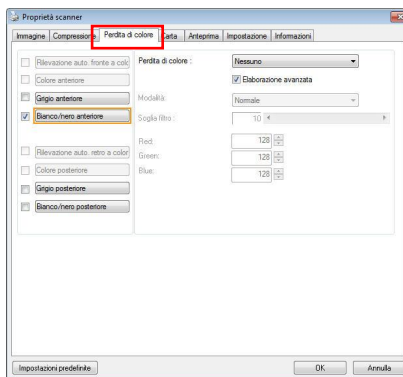 Proprietà scanner
Immagine Compressione Perdita di colore Carta Anteprima Impostazione Informazioni
Rilevazione auto. fronte a colo
Perdita di colore : Nessuno
Colore anteriore
Elaborazione avanzata
Grigio anteriore
Modalità: Normale
Bianco/nero anteriore
Soglia filtro : 10
Red: 128
Rilevazione auto. retro a color
Green: 128
Colore posteriore
Blue: 128
Grigio posteriore
Bianco/nero posteriore
Impostazioni predefinite OK Annulla